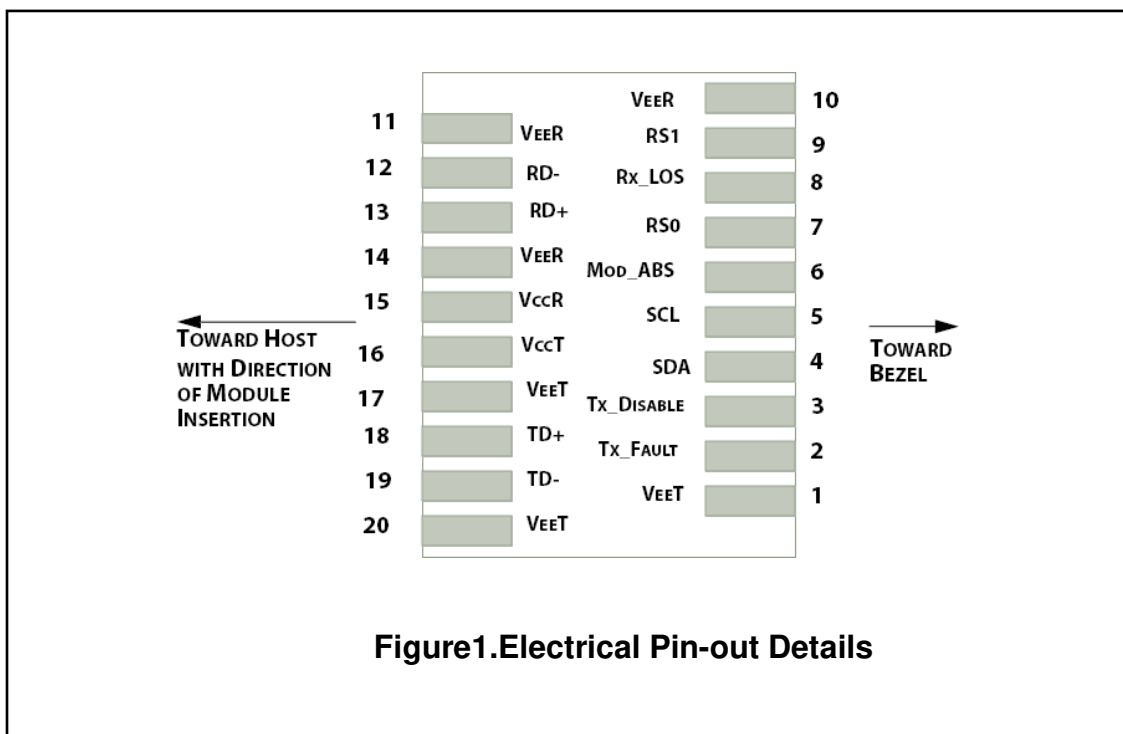 VEER 10
11 VEER
RS1 9
12 RD-
Rx_LOS 8
13 RD+
RS0 7
14 VEER
MOD_ABS 6
15 VccR
SCL 5
16 VccT
SDA 4
17 VEET
TX_DISABLE 3
18 TD+
TX_FAULT 2
19 TD-
VEET 1
20 VEET
TOWARD HOST
WITH DIRECTION
OF MODULE
INSERTION
TOWARD
BEZEL
Figure1.Electrical Pin-out Details